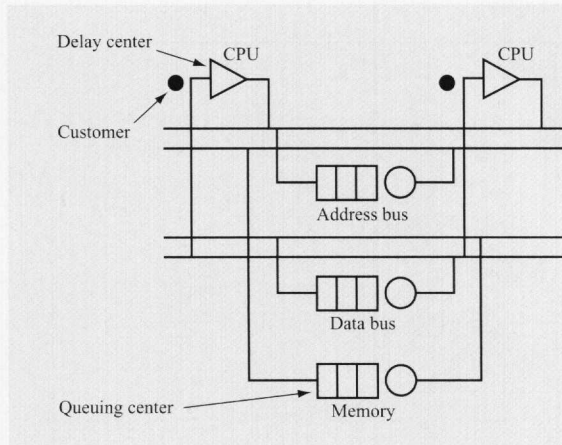 Delay center
CPU
CPU
Customer
Address bus
Data bus
Queuing center
Memory